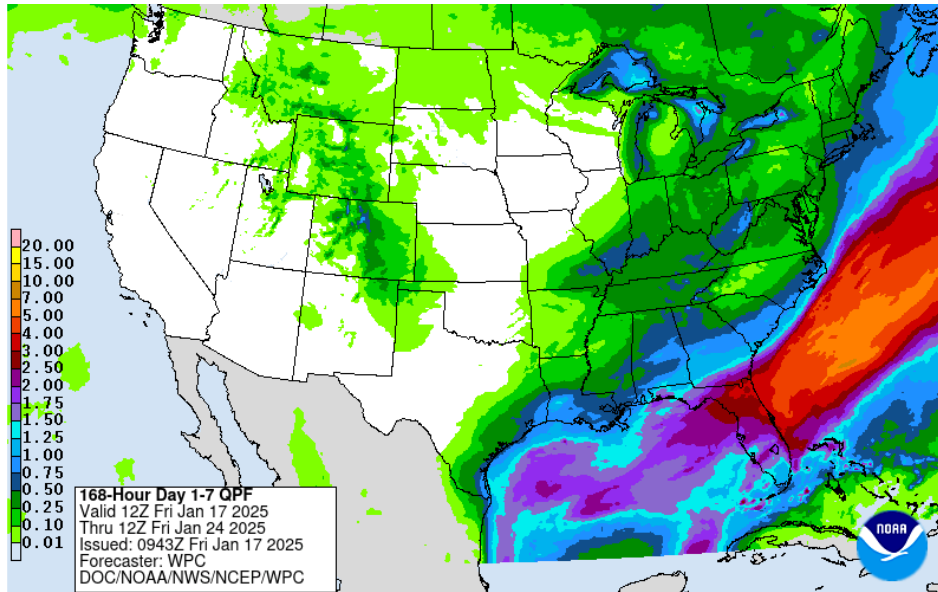 20.00
15.00
10.00
7.00
5.00
4.00
3.00
2.50
2.00
1.75
1.50
1.25
1.00
0.75
0.50
0.25
0.10
0.01
168-Hour Day 1-7 QPF
Valid 12Z Fri Jan 17 2025
Thru 12Z Fri Jan 24 2025
Issued: 0943Z Fri Jan 17 2025
Forecaster: WPC
DOC/NOAA/NWS/NCEP/WPC
NOAA